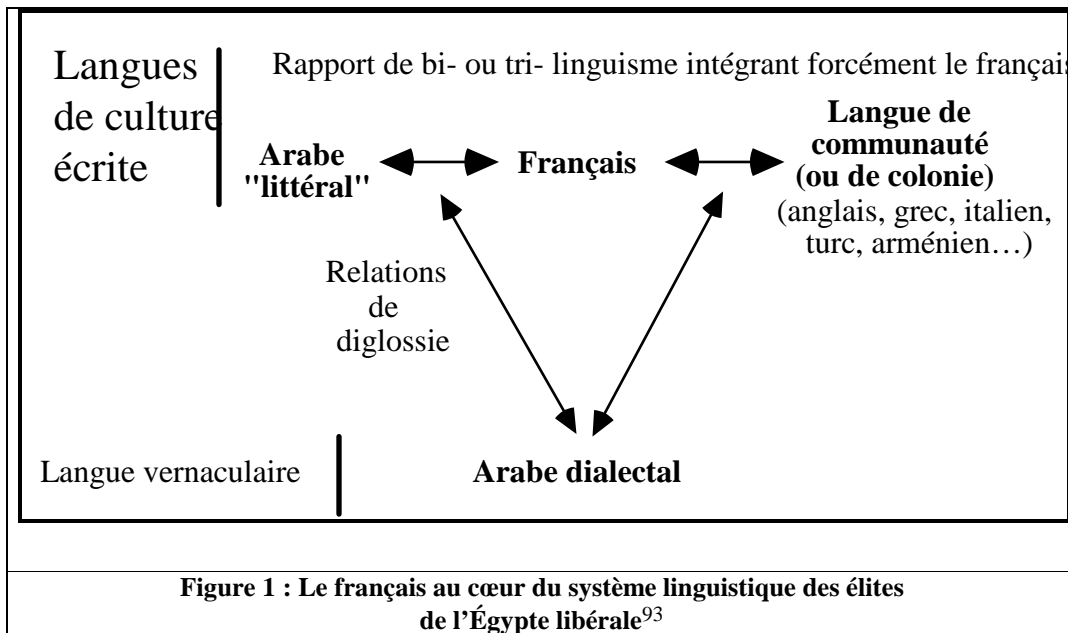 Langues
de culture
écrite
Rapport de bi- ou tri- linguisme intégrant forcément le français
Arabe
"littéral"
Français
Langue de
communauté
(ou de colonie)
(anglais, grec, italien,
turc, arménien…)
Relations
de
diglossie
Langue vernaculaire
Arabe dialectal
Figure 1 : Le français au cœur du système linguistique des élites
de l’Égypte libérale93